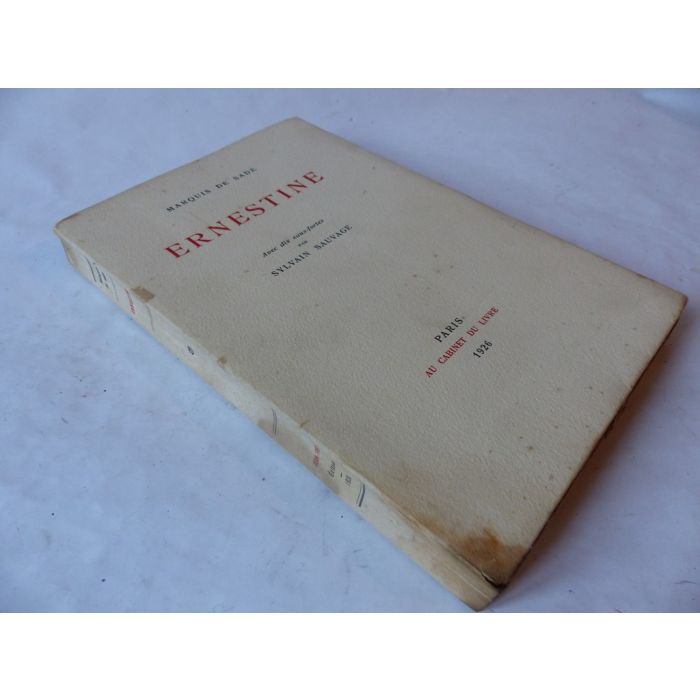 MARQUIS DE SADE
ERNESTINE
Avec dix eaux-fortes
PAR
SYLVAIN SAUVAGE
PARIS
AU CABINET DU LIVRE
1926